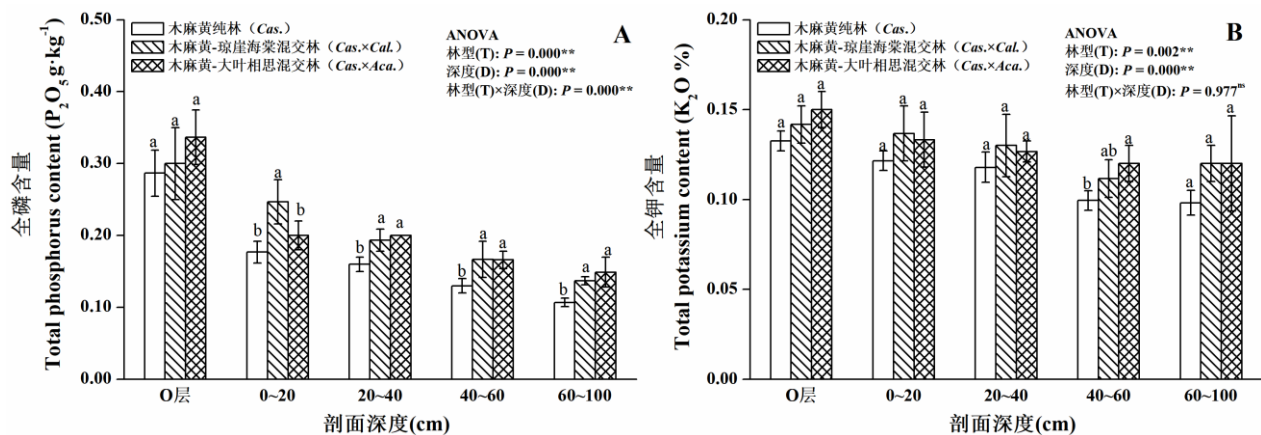 0.50
0.40
0.30
0.20
0.10
0.00
全磷含量
Total phosphorus content (P₂O₅ g·kg⁻¹)
木麻黄纯林（Cas.）
木麻黄-琼崖海棠混交林（Cas.×Cal.）
木麻黄-大叶相思混交林（Cas.×Aca.）
ANOVA
林型(T): P = 0.000**
深度(D): P = 0.000**
林型(T)×深度(D): P = 0.000**
A
a a a
b a b
b a a
b a a
b a a
O层 0~20 20~40 40~60 60~100
剖面深度(cm)
0.20
0.15
0.10
0.05
0.00
全钾含量
Total potassium content (K₂O %)
木麻黄纯林（Cas.）
木麻黄-琼崖海棠混交林（Cas.×Cal.）
木麻黄-大叶相思混交林（Cas.×Aca.）
ANOVA
林型(T): P = 0.002**
深度(D): P = 0.000**
林型(T)×深度(D): P = 0.977ⁿˢ
B
a a a
a a a
a a a
b ab a
a a a
O层 0~20 20~40 40~60 60~100
剖面深度(cm)